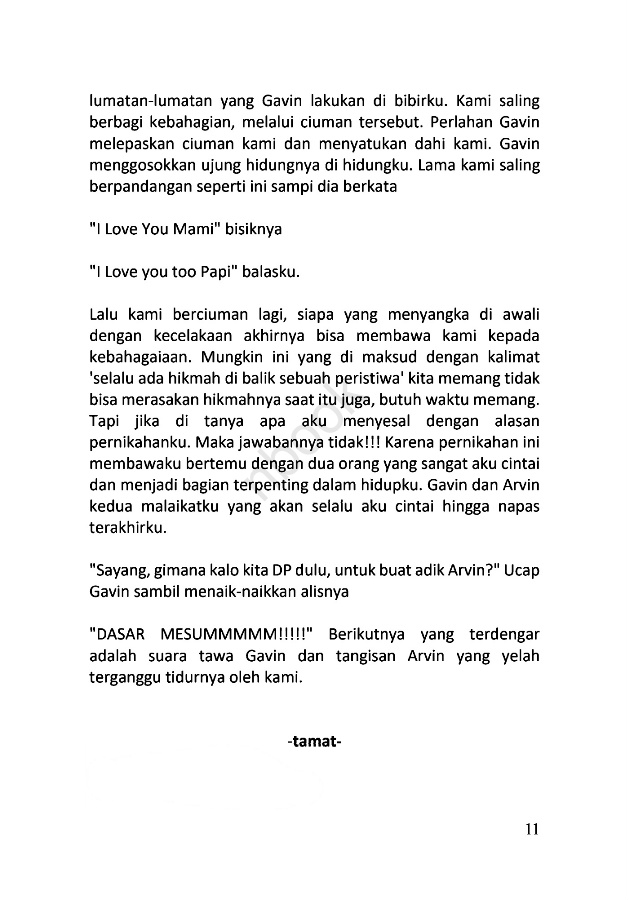 lumatan-lumatan yang Gavin lakukan di bibirku. Kami saling
berbagi kebahagian, melalui ciuman tersebut. Perlahan Gavin
melepaskan ciuman kami dan menyatukan dahi kami. Gavin
menggosokkan ujung hidungnya di hidungku. Lama kami saling
berpandangan seperti ini sampi dia berkata
"I Love You Mami" bisiknya
"I Love you too Papi" balasku.
Lalu kami berciuman lagi, siapa yang menyangka di awali
dengan kecelakaan akhirnya bisa membawa kami kepada
kebahagaiaan. Mungkin ini yang di maksud dengan kalimat
'selalu ada hikmah di balik sebuah peristiwa' kita memang tidak
bisa merasakan hikmahnya saat itu juga, butuh waktu memang.
Tapi jika di tanya apa aku menyesal dengan alasan
pernikahanku. Maka jawabannya tidak!!! Karena pernikahan ini
membawaku bertemu dengan dua orang yang sangat aku cintai
dan menjadi bagian terpenting dalam hidupku. Gavin dan Arvin
kedua malaikatku yang akan selalu aku cintai hingga napas
terakhirku.
"Sayang, gimana kalo kita DP dulu, untuk buat adik Arvin?" Ucap
Gavin sambil menaik-naikkan alisnya
"DASAR MESUMMMMM!!!!!" Berikutnya yang terdengar
adalah suara tawa Gavin dan tangisan Arvin yang yelah
terganggu tidurnya oleh kami.
-tamat-
11